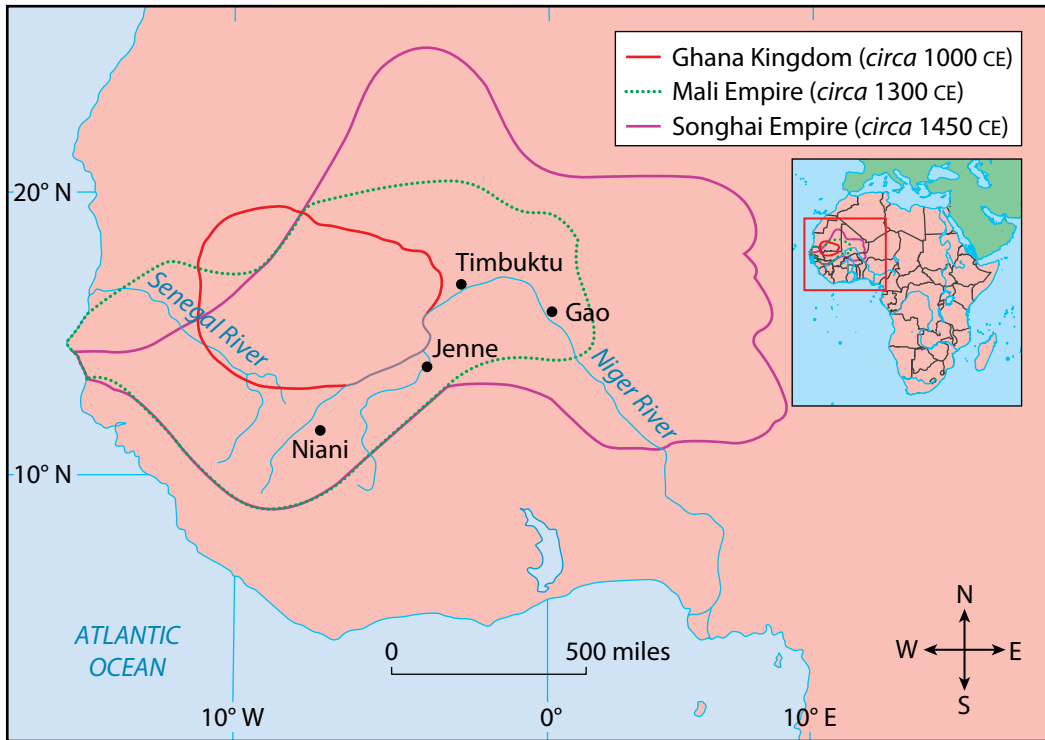 Ghana Kingdom (circa 1000 CE)
Mali Empire (circa 1300 CE)
Songhai Empire (circa 1450 CE)
20° N
Timbuktu
Senegal River
Gao
Jenne
Niger River
Niani
10° N
ATLANTIC
OCEAN
0 500 miles
N
W E
S
10° W 0° 10° E